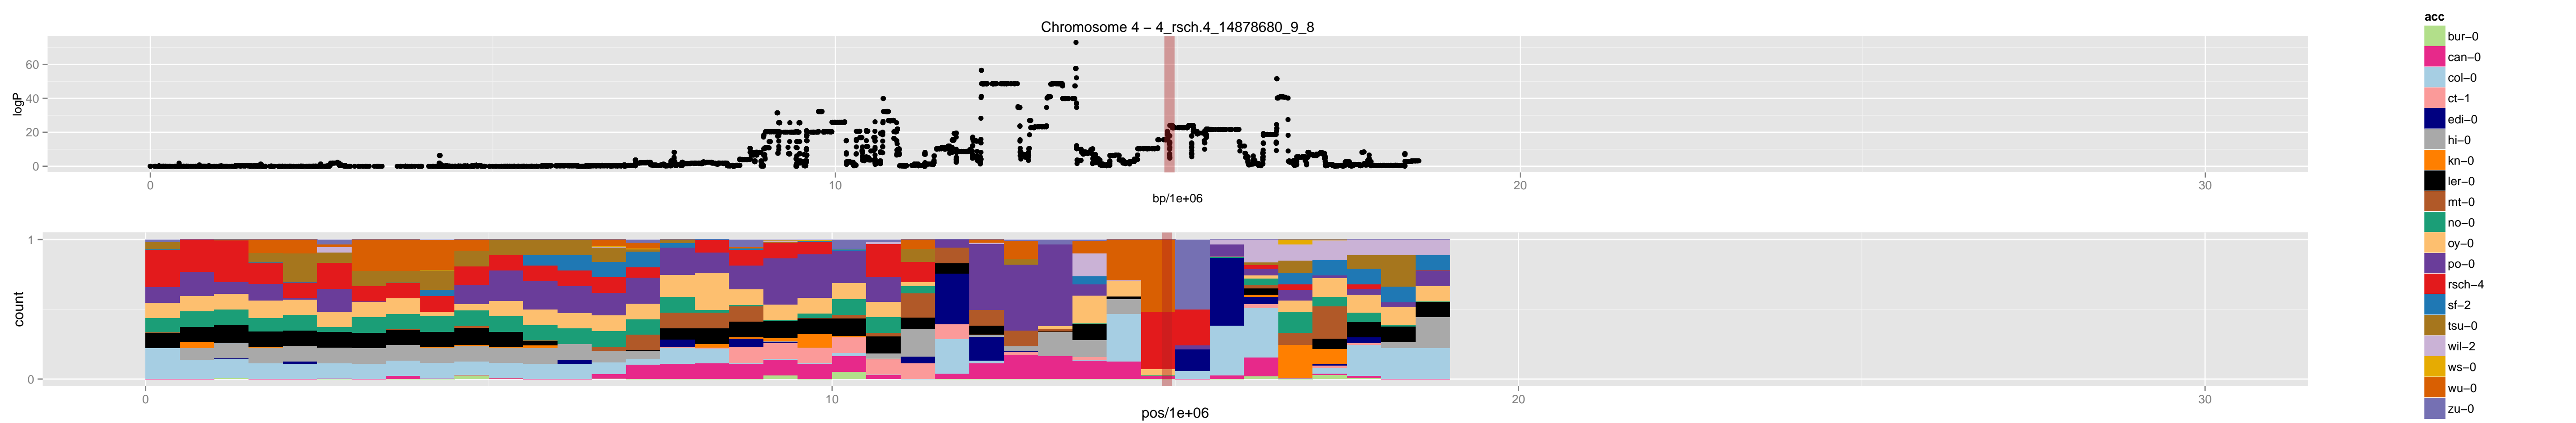 Chromosome 4 – 4_rsch.4_14878680_9_8
60
40
20
0
logP
0 10 20 30
bp/1e+06
1
0
count
0 10 20 30
pos/1e+06
acc
bur−0
can−0
col−0
ct−1
edi−0
hi−0
kn−0
ler−0
mt−0
no−0
oy−0
po−0
rsch−4
sf−2
tsu−0
wil−2
ws−0
wu−0
zu−0